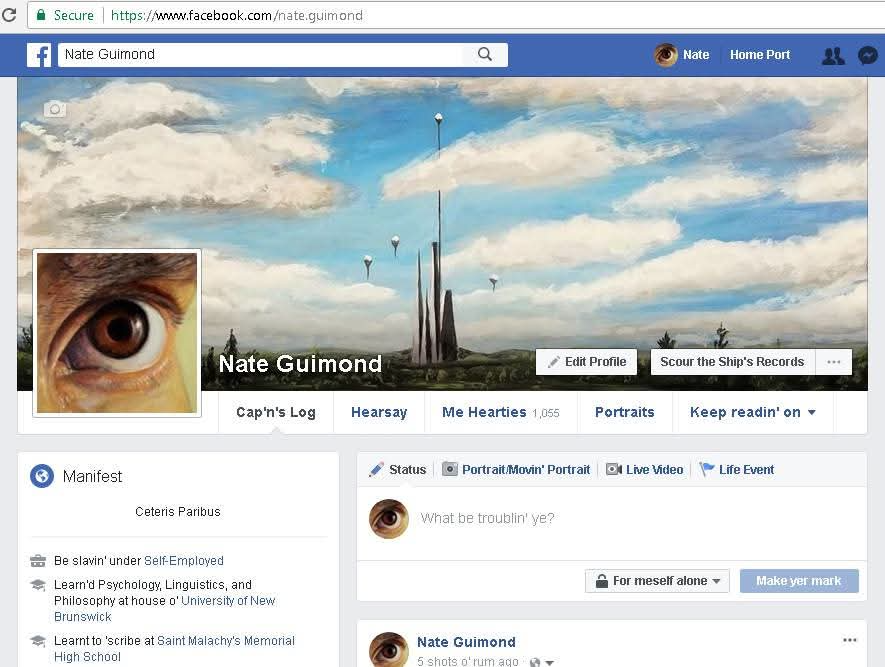 Secure https://www.facebook.com/nate.guimond
f Nate Guimond Nate Home Port
Nate Guimond Edit Profile Scour the Ship's Records
Cap'n's Log Hearsay Me Hearties 1,055 Portraits Keep readin' on
Manifest
Ceteris Paribus
Be slavin' under Self-Employed
Learn'd Psychology, Linguistics, and
Philosophy at house o' University of New
Brunswick
Learnt to 'scribe at Saint Malachy's Memorial
High School
Status Portrait/Movin' Portrait Live Video Life Event
What be troublin' ye?
For meself alone Make yer mark
Nate Guimond
5 shots o' rum ago